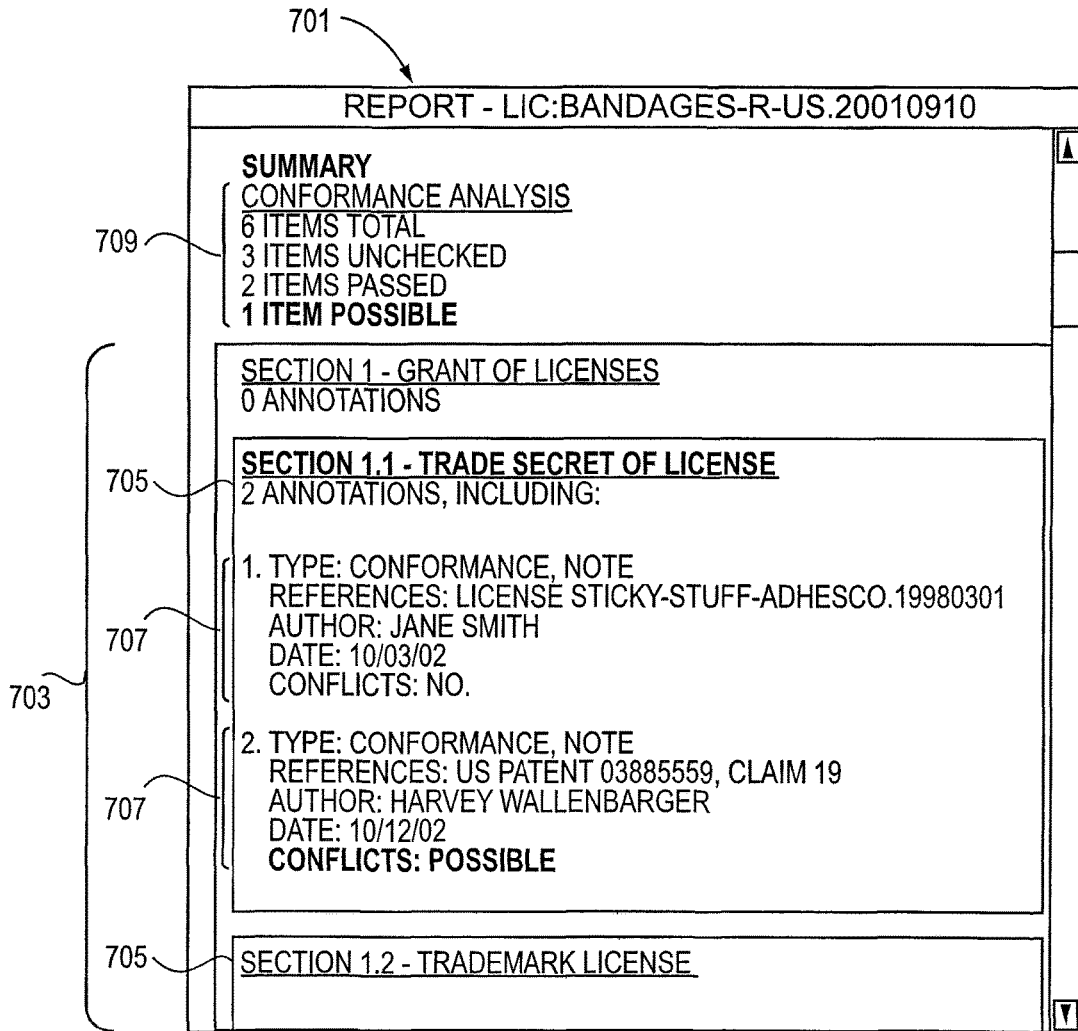 701
REPORT - LIC:BANDAGES-R-US.20010910
SUMMARY
CONFORMANCE ANALYSIS
6 ITEMS TOTAL
709
3 ITEMS UNCHECKED
2 ITEMS PASSED
1 ITEM POSSIBLE
SECTION 1 - GRANT OF LICENSES
0 ANNOTATIONS
SECTION 1.1 - TRADE SECRET OF LICENSE
705
2 ANNOTATIONS, INCLUDING:
1. TYPE: CONFORMANCE, NOTE
REFERENCES: LICENSE STICKY-STUFF-ADHESCO.19980301
707
AUTHOR: JANE SMITH
DATE: 10/03/02
CONFLICTS: NO.
703
2. TYPE: CONFORMANCE, NOTE
REFERENCES: US PATENT 03885559, CLAIM 19
707
AUTHOR: HARVEY WALLENBARGER
DATE: 10/12/02
CONFLICTS: POSSIBLE
705
SECTION 1.2 - TRADEMARK LICENSE